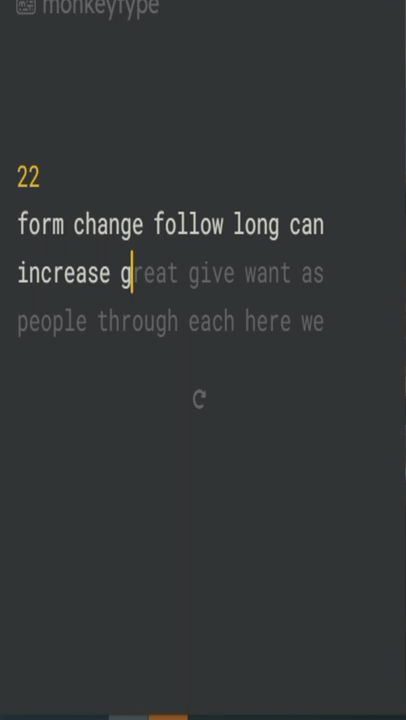 monkeytype
22
form change follow long can
increase great give want as
people through each here we